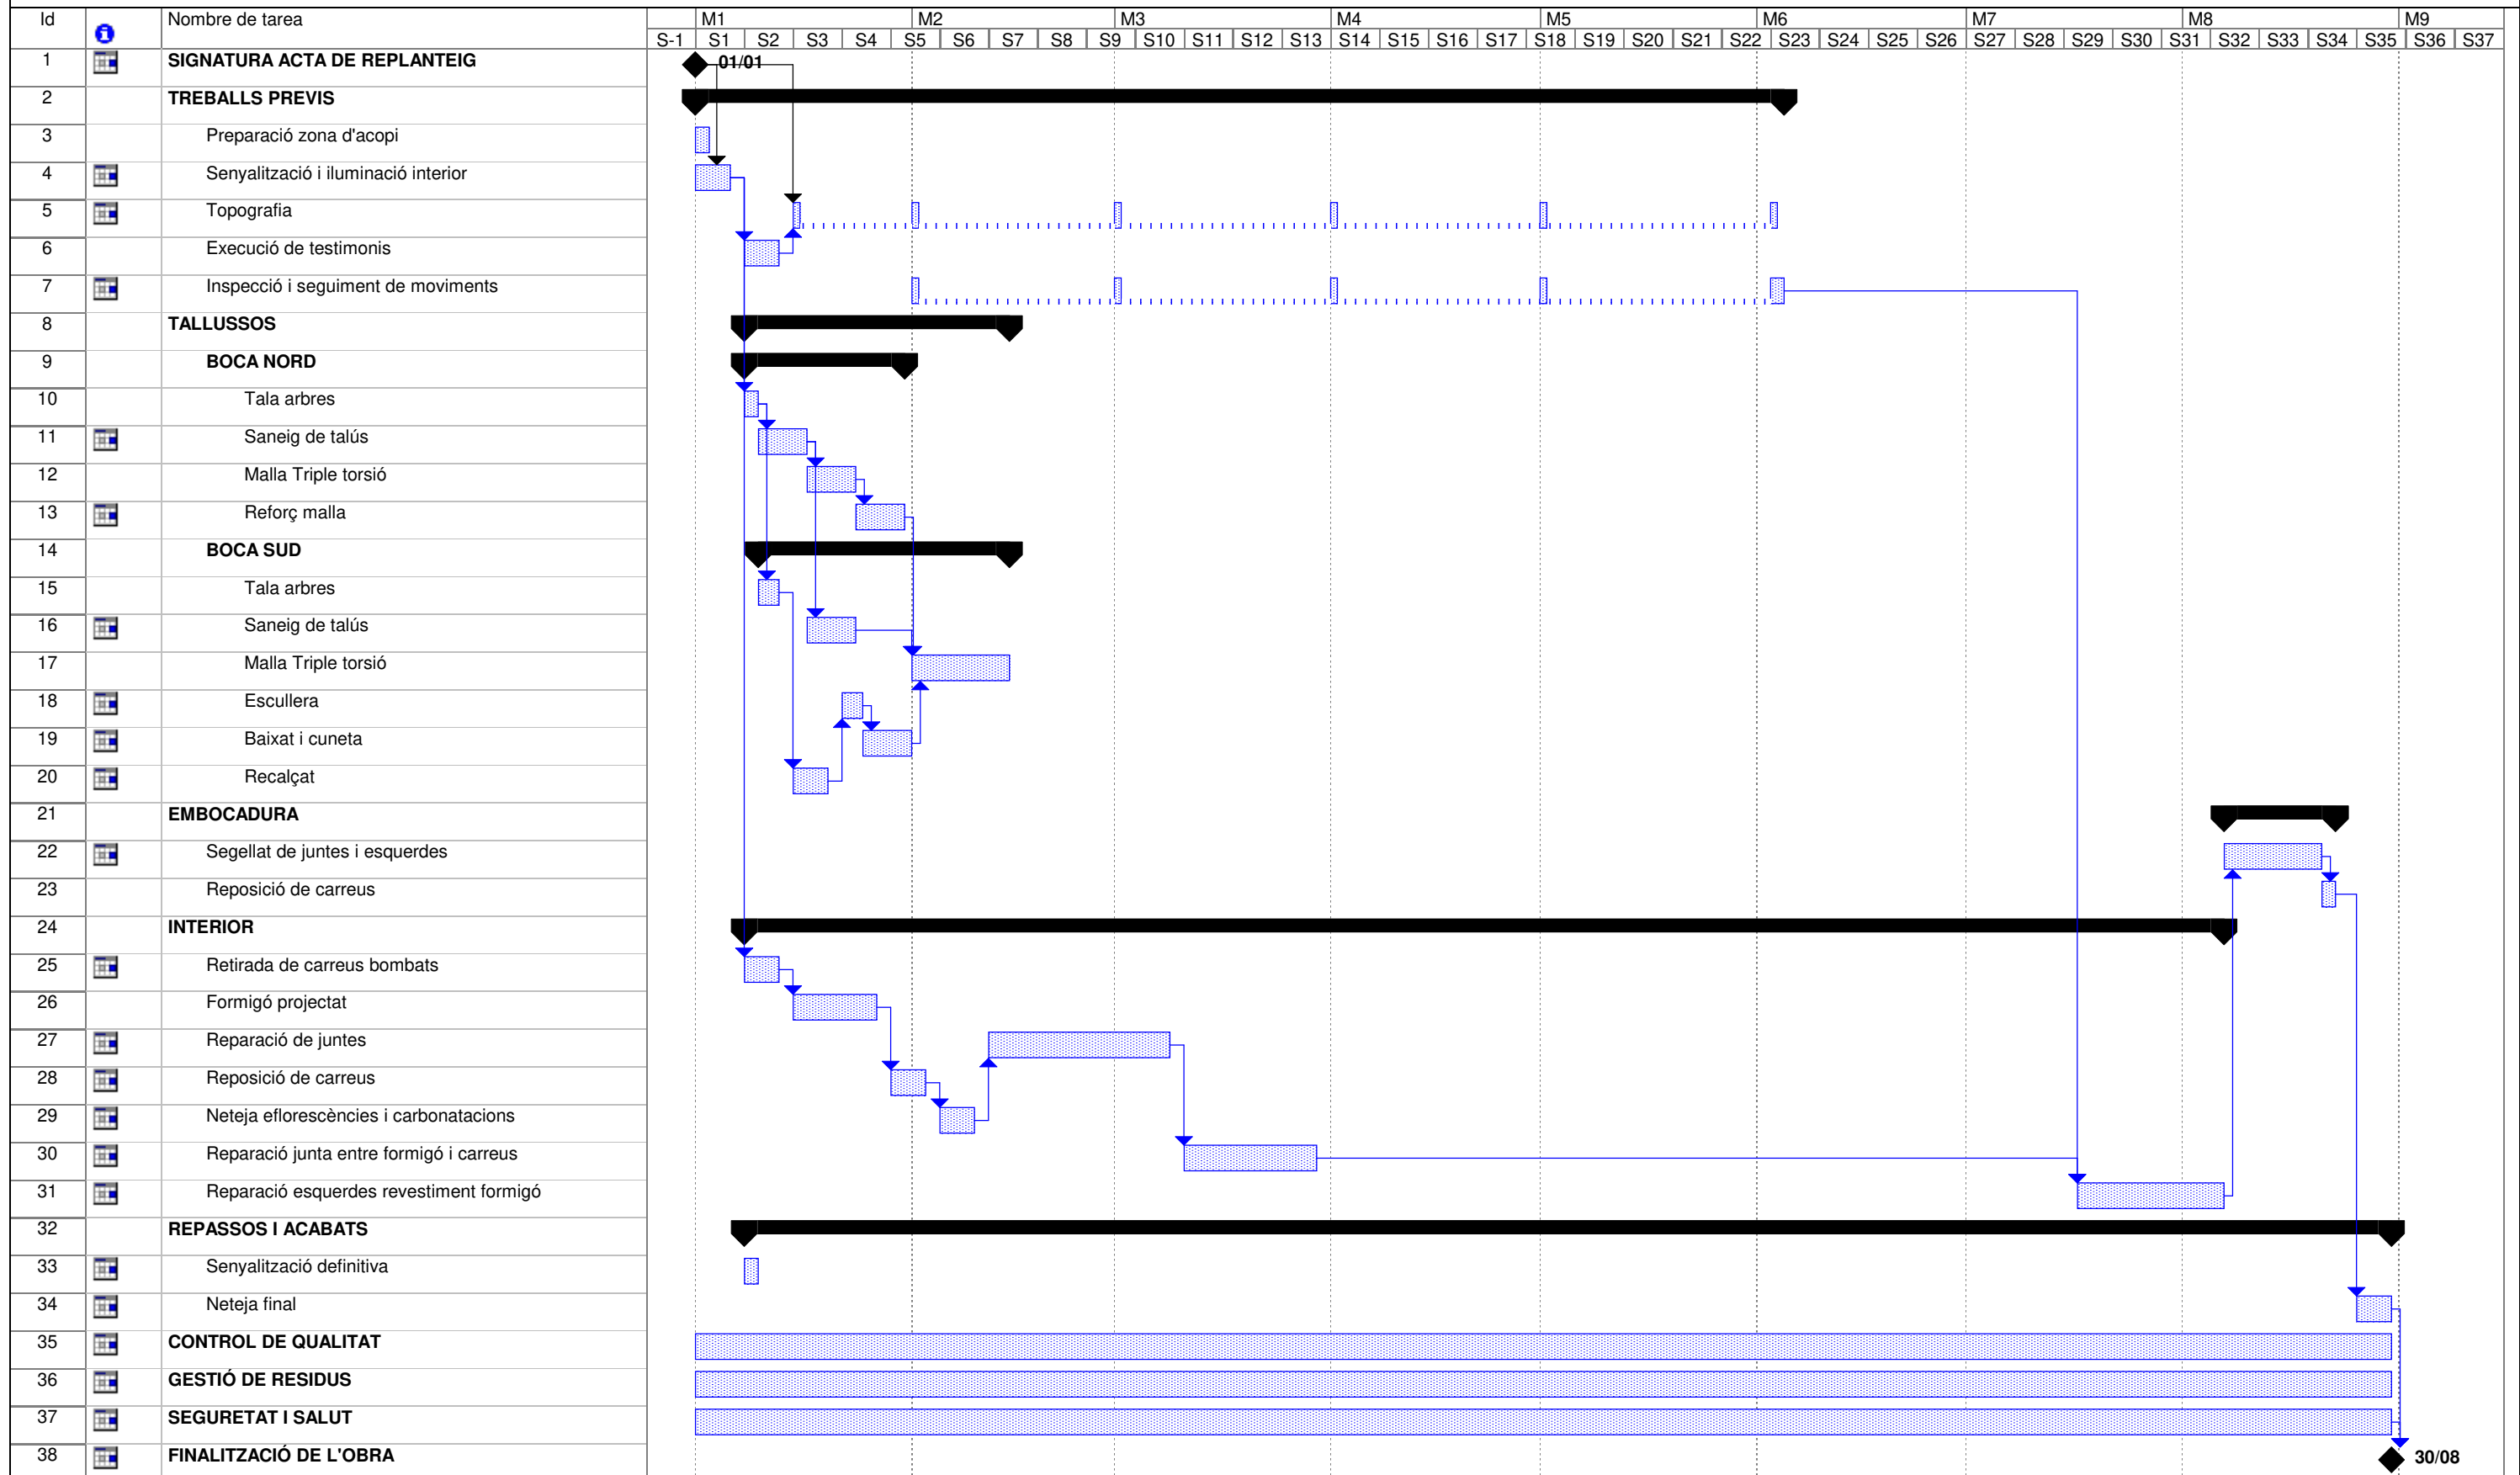 Id Nombre de tarea M1 M2 M3 M4 M5 M6 M7 M8 M9
S-1 S1 S2 S3 S4 S5 S6 S7 S8 S9 S10 S11 S12 S13 S14 S15 S16 S17 S18 S19 S20 S21 S22 S23 S24 S25 S26 S27 S28 S29 S30 S31 S32 S33 S34 S35 S36 S37
1 SIGNATURA ACTA DE REPLANTEIG 01/01
2 TREBALLS PREVIS
3 Preparació zona d'acopi
4 Senyalització i iluminació interior
5 Topografia
6 Execució de testimonis
7 Inspecció i seguiment de moviments
8 TALLUSSOS
9 BOCA NORD
10 Tala arbres
11 Saneig de talús
12 Malla Triple torsió
13 Reforç malla
14 BOCA SUD
15 Tala arbres
16 Saneig de talús
17 Malla Triple torsió
18 Escullera
19 Baixat i cuneta
20 Recalçat
21 EMBOCADURA
22 Segellat de juntes i esquerdes
23 Reposició de carreus
24 INTERIOR
25 Retirada de carreus bombats
26 Formigó projectat
27 Reparació de juntes
28 Reposició de carreus
29 Neteja eflorescències i carbonatacions
30 Reparació junta entre formigó i carreus
31 Reparació esquerdes revestiment formigó
32 REPASSOS I ACABATS
33 Senyalització definitiva
34 Neteja final
35 CONTROL DE QUALITAT
36 GESTIÓ DE RESIDUS
37 SEGURETAT I SALUT
38 FINALITZACIÓ DE L'OBRA 30/08